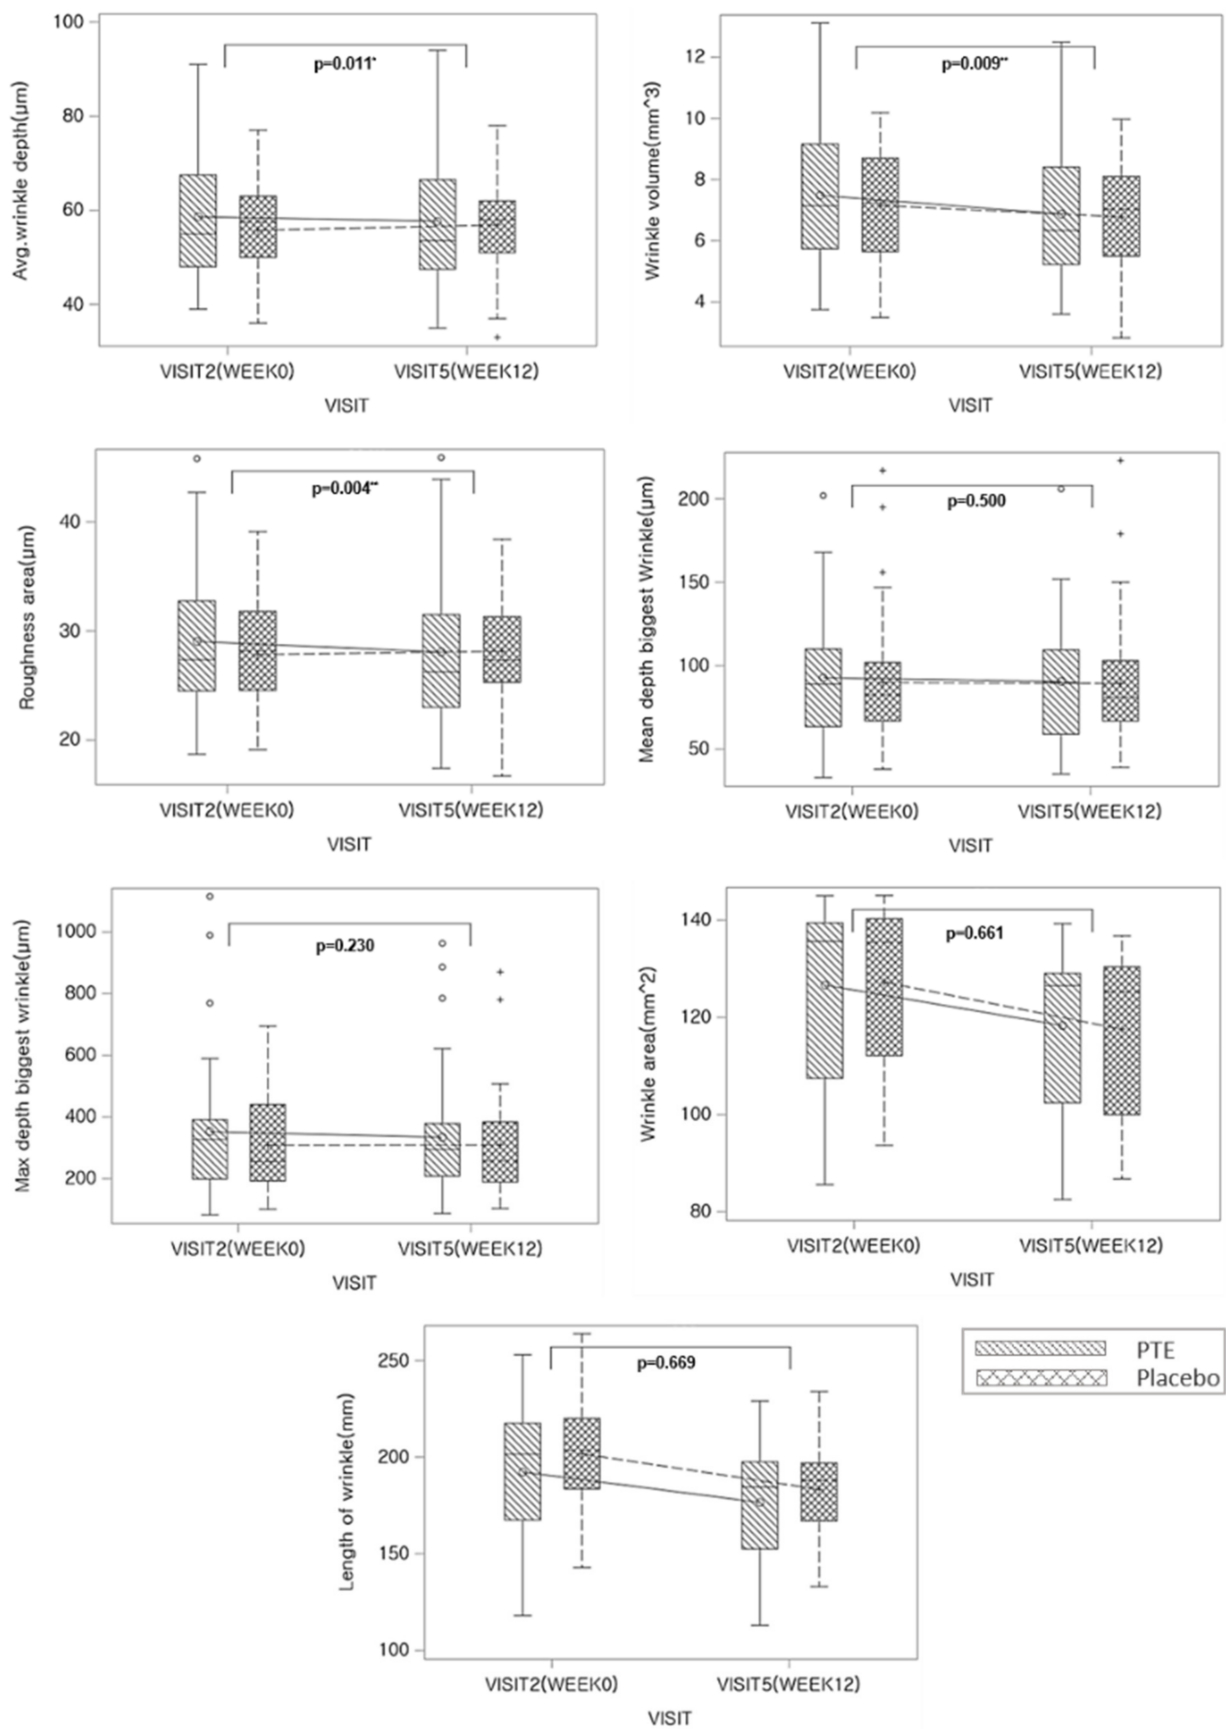 Avg.wrinkle depth(µm)
100
80
60
40
p=0.011*
VISIT2(WEEK0) VISIT5(WEEK12)
VISIT
Wrinkle volume(mm^3)
12
10
8
6
4
p=0.009**
VISIT2(WEEK0) VISIT5(WEEK12)
VISIT
Roughness area(µm)
40
30
20
p=0.004**
VISIT2(WEEK0) VISIT5(WEEK12)
VISIT
Mean depth biggest Wrinkle(µm)
200
150
100
50
p=0.500
VISIT2(WEEK0) VISIT5(WEEK12)
VISIT
Max depth biggest wrinkle(µm)
1000
800
600
400
200
p=0.230
VISIT2(WEEK0) VISIT5(WEEK12)
VISIT
Wrinkle area(mm^2)
140
120
100
80
p=0.661
VISIT2(WEEK0) VISIT5(WEEK12)
VISIT
Length of wrinkle(mm)
250
200
150
100
p=0.669
VISIT2(WEEK0) VISIT5(WEEK12)
VISIT
PTE
Placebo